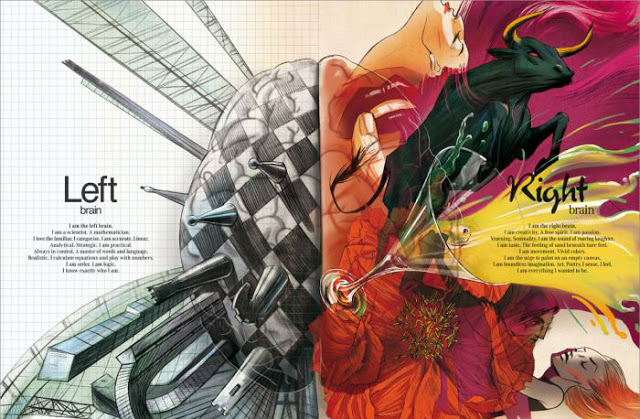 Left
brain
I am the left brain.
I am a scientist. A mathematician.
I love the familiar. I categorize. I am accurate. Linear.
Analytical. Strategic. I am practical.
Always in control. A master of words and language.
Realistic. I calculate equations and play with numbers.
I am order. I am logic.
I know exactly who I am.
Right
brain
I am the right brain.
I am creativity. A free spirit. I am passion.
Yearning. Sensuality. I am the sound of roaring laughter.
I am taste. The feeling of sand beneath bare feet.
I am movement. Vivid colors.
I am the urge to paint on an empty canvas.
I am boundless imagination. Art. Poetry. I sense. I feel.
I am everything I wanted to be.